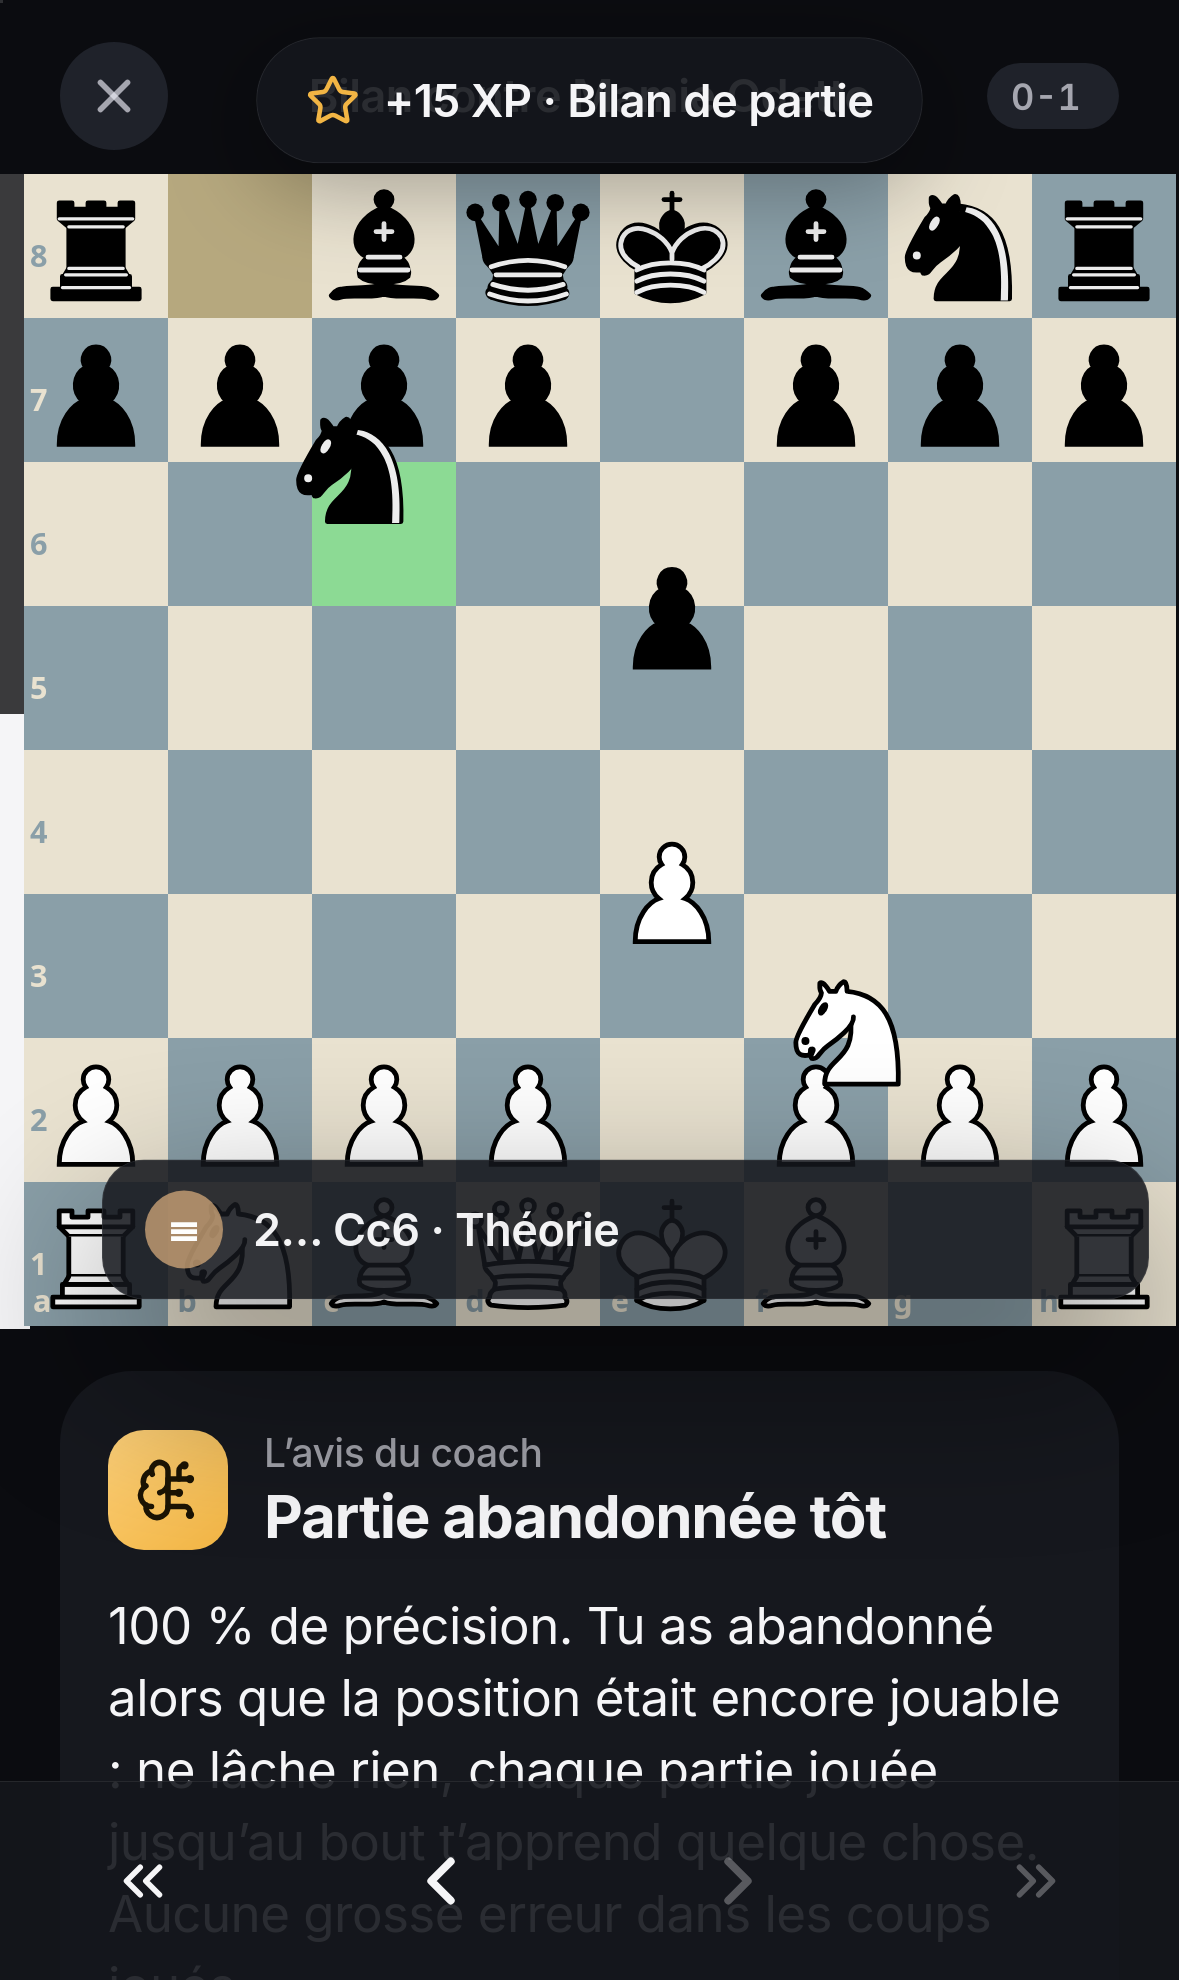 +15 XP · Bilan de partie
0-1
8
7
6
5
4
3
2
1
a b c d e f g h
2... Cc6 · Théorie
L'avis du coach
Partie abandonnée tôt
100 % de précision. Tu as abandonné
alors que la position était encore jouable
: ne lâche rien, chaque partie jouée
jusqu'au bout t'apprend quelque chose.
Aucune grosse erreur dans les coups